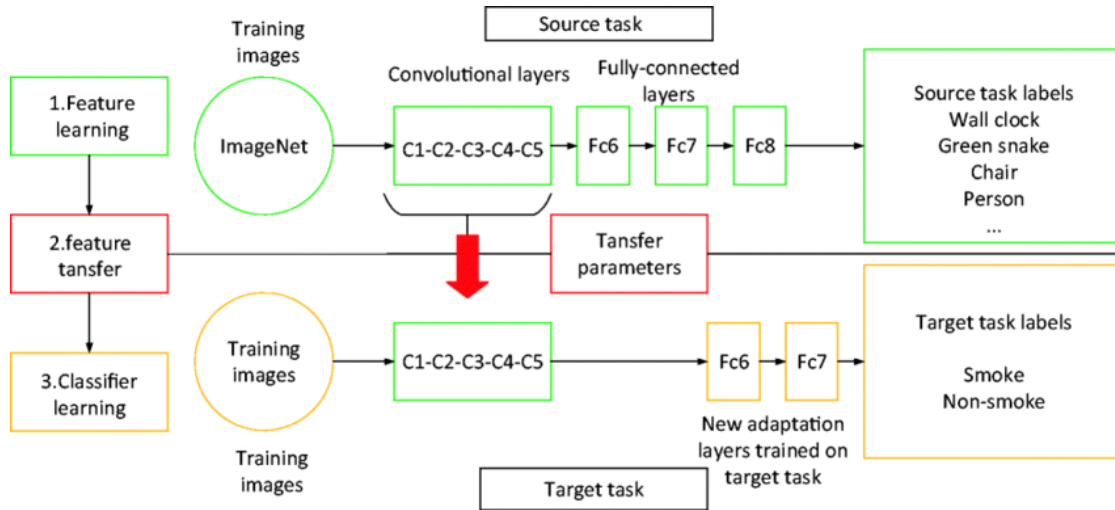 Training
images
Source task
Convolutional layers
Fully-connected
layers
1.Feature
learning
ImageNet
C1-C2-C3-C4-C5
Fc6
Fc7
Fc8
Source task labels
Wall clock
Green snake
Chair
Person
...
2.feature
tansfer
Tansfer
parameters
3.Classifier
learning
Training
images
C1-C2-C3-C4-C5
Fc6
Fc7
Target task labels
Smoke
Non-smoke
New adaptation
layers trained on
target task
Training
images
Target task